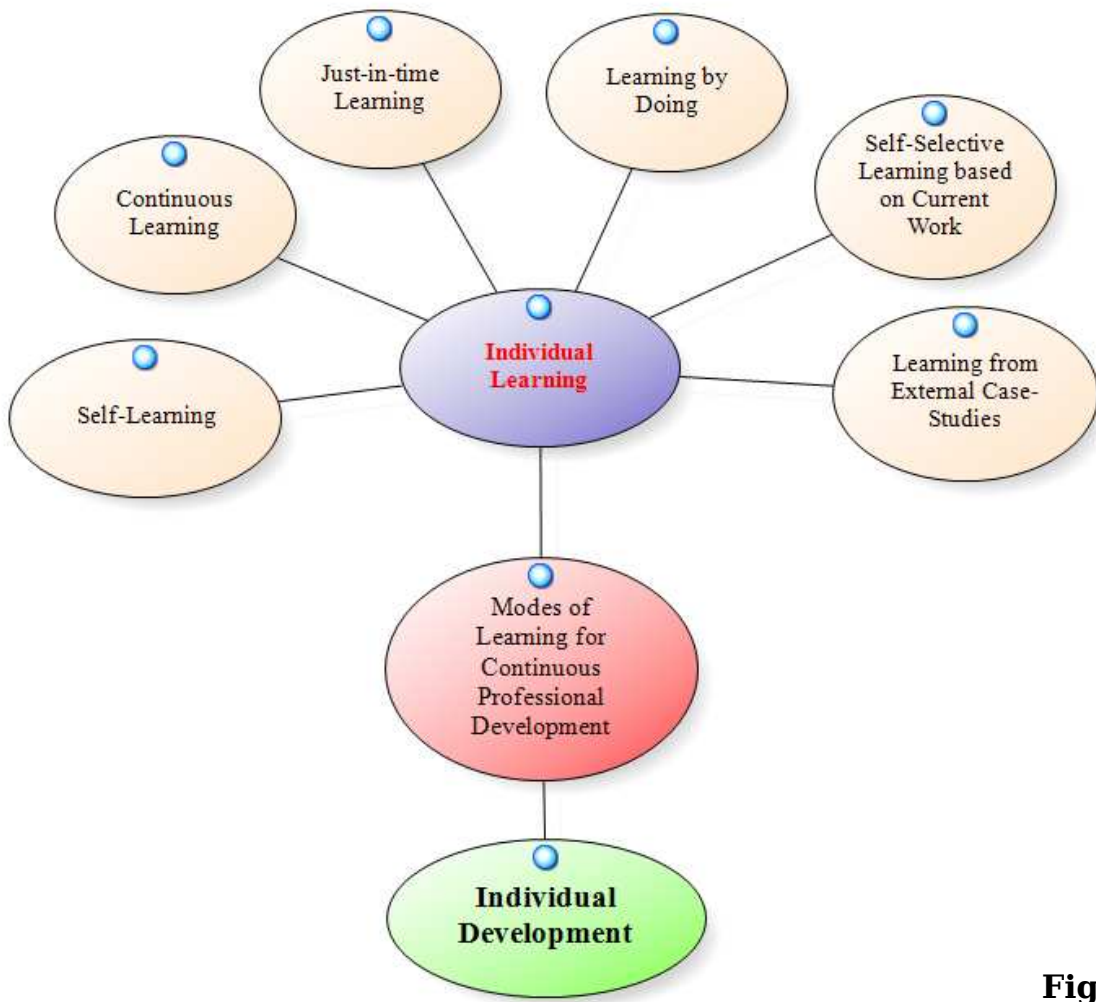 Just-in-time
Learning
Learning by
Doing
Self-Selective
Learning based
on Current
Work
Continuous
Learning
Individual
Learning
Learning from
External Case-
Studies
Self-Learning
Modes of
Learning for
Continuous
Professional
Development
Individual
Development
Fig